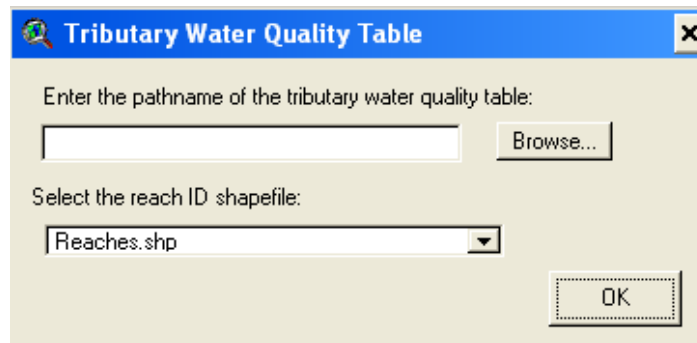 Tributary Water Quality Table
Enter the pathname of the tributary water quality table:
Browse...
Select the reach ID shapefile:
Reaches.shp
OK